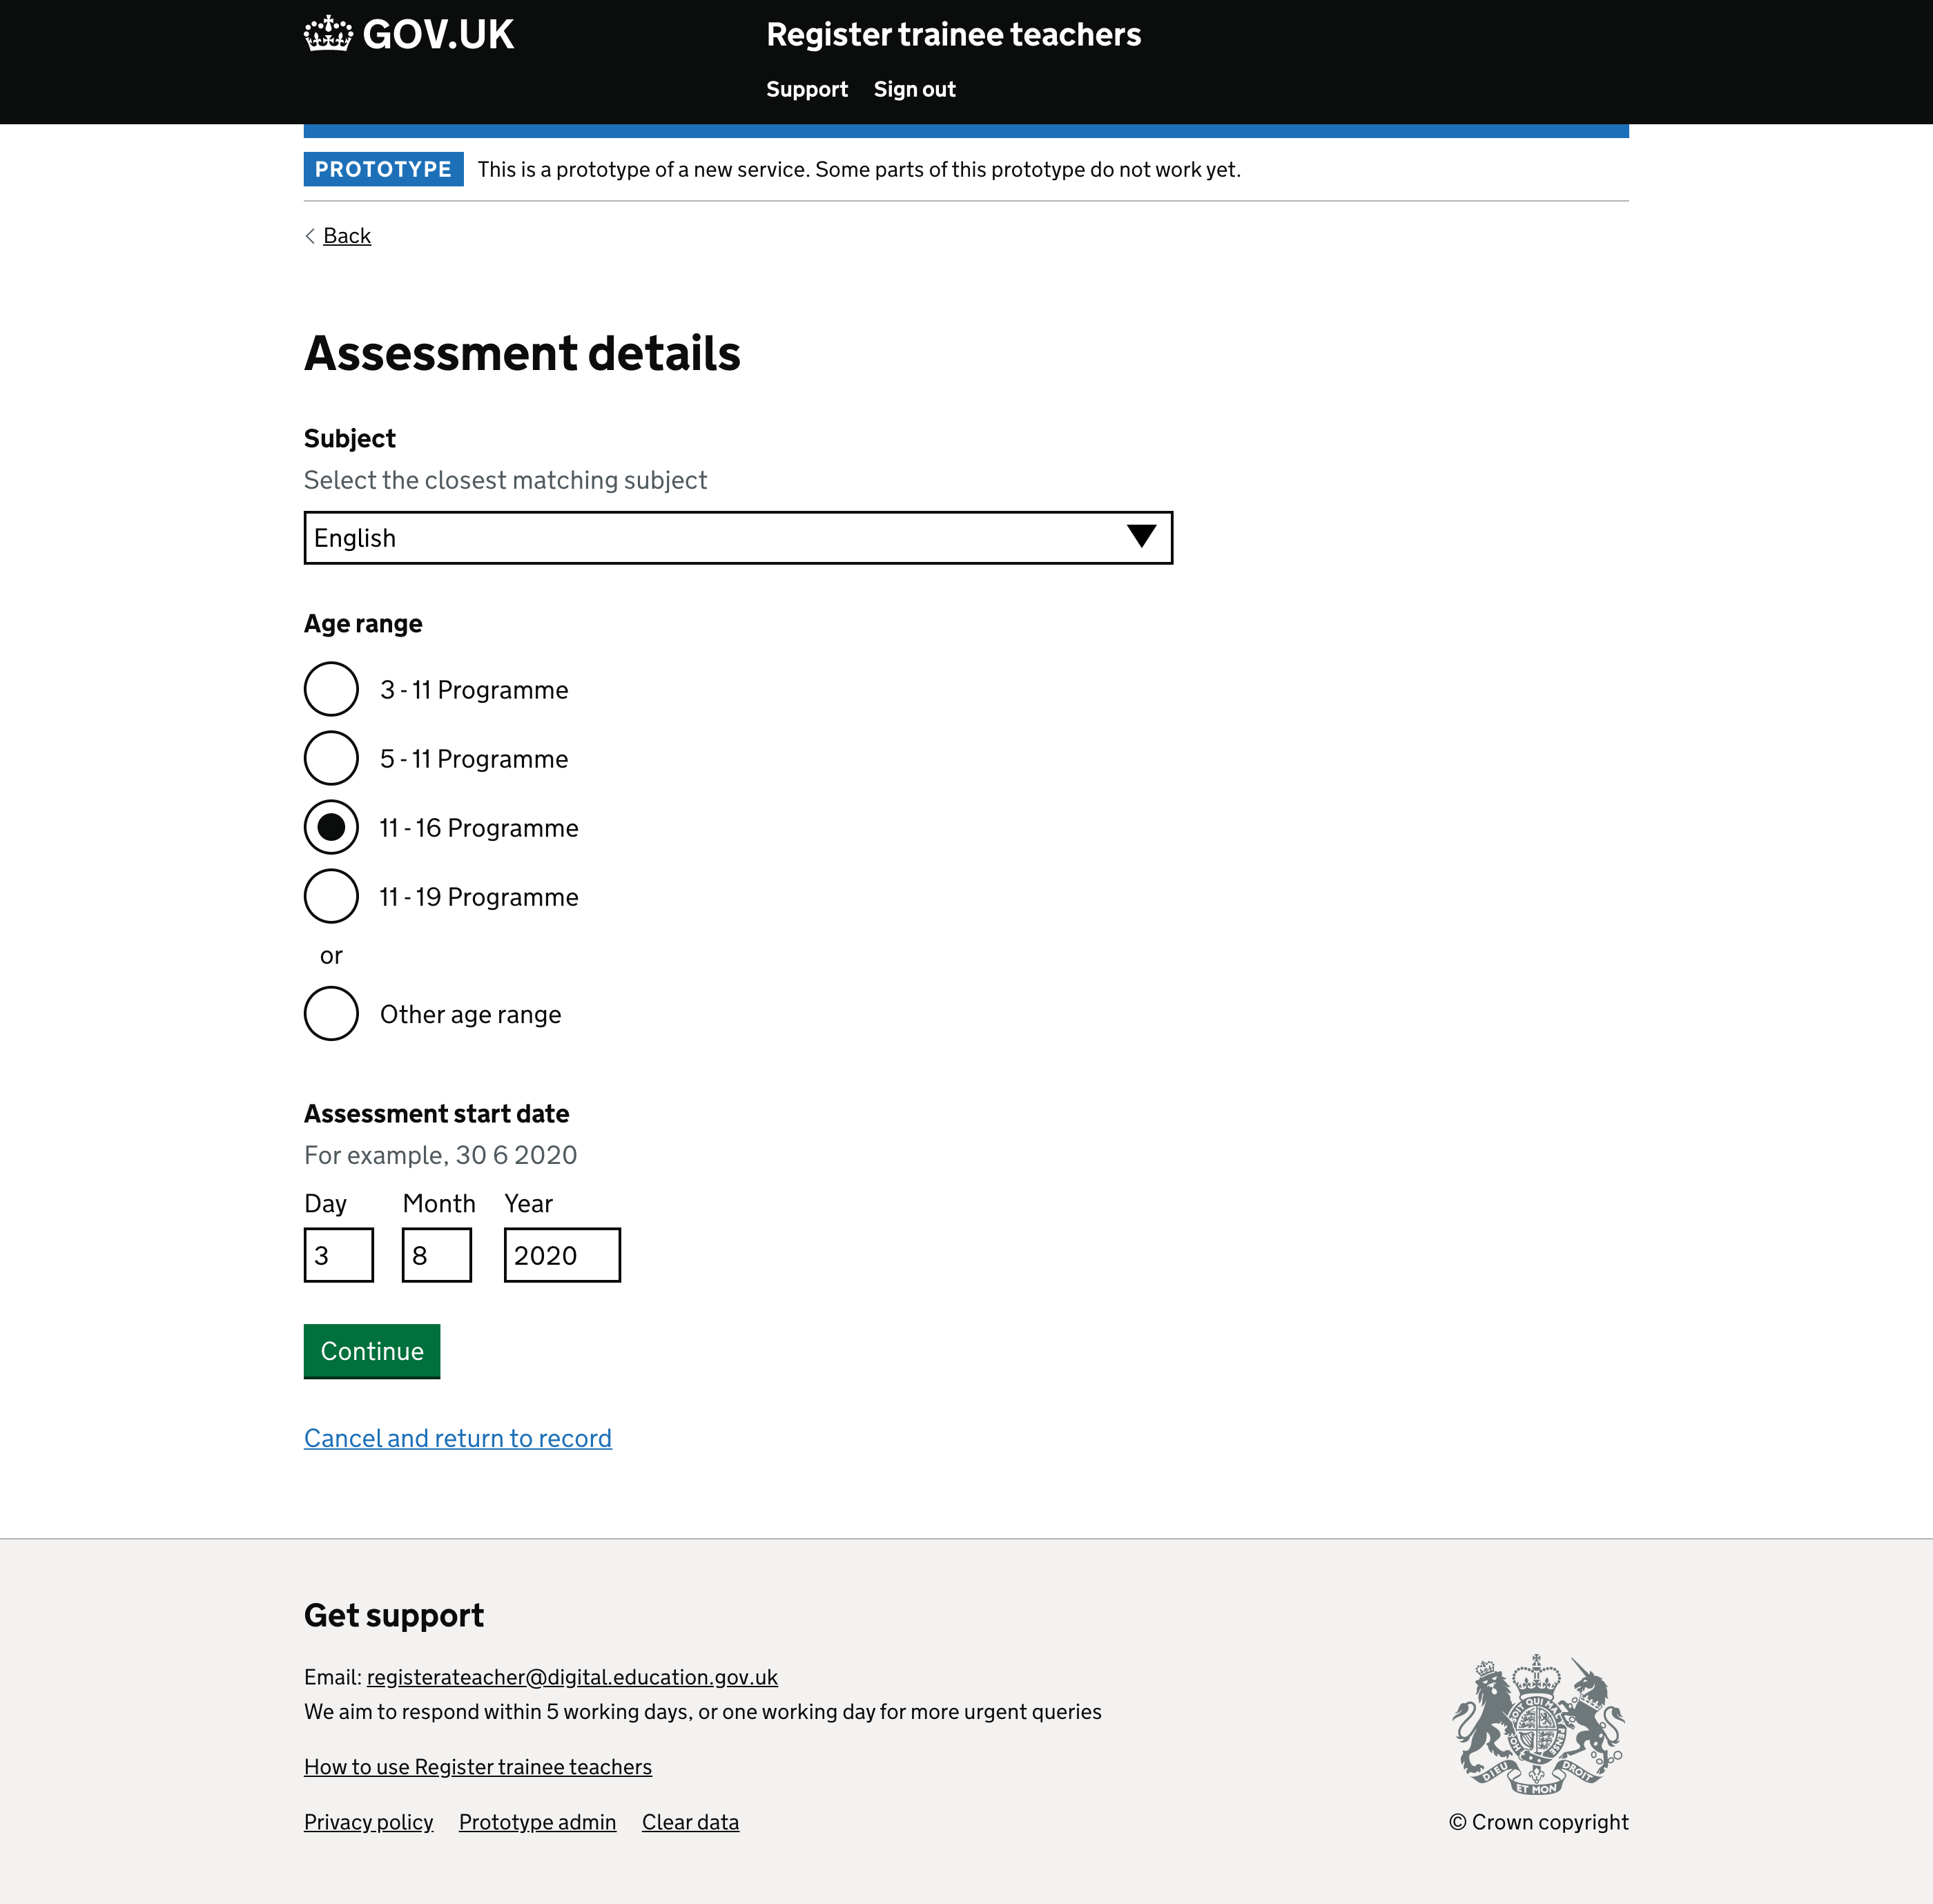 GOV.UK
Register trainee teachers
Support Sign out
PROTOTYPE This is a prototype of a new service. Some parts of this prototype do not work yet.
Back
Assessment details
Subject
Select the closest matching subject
English
Age range
3 - 11 Programme
5 - 11 Programme
11 - 16 Programme
11 - 19 Programme
or
Other age range
Assessment start date
For example, 30 6 2020
Day Month Year
3 8 2020
Continue
Cancel and return to record
Get support
Email: registerateacher@digital.education.gov.uk
We aim to respond within 5 working days, or one working day for more urgent queries
How to use Register trainee teachers
Privacy policy Prototype admin Clear data
DIEU ET MON DROIT
© Crown copyright